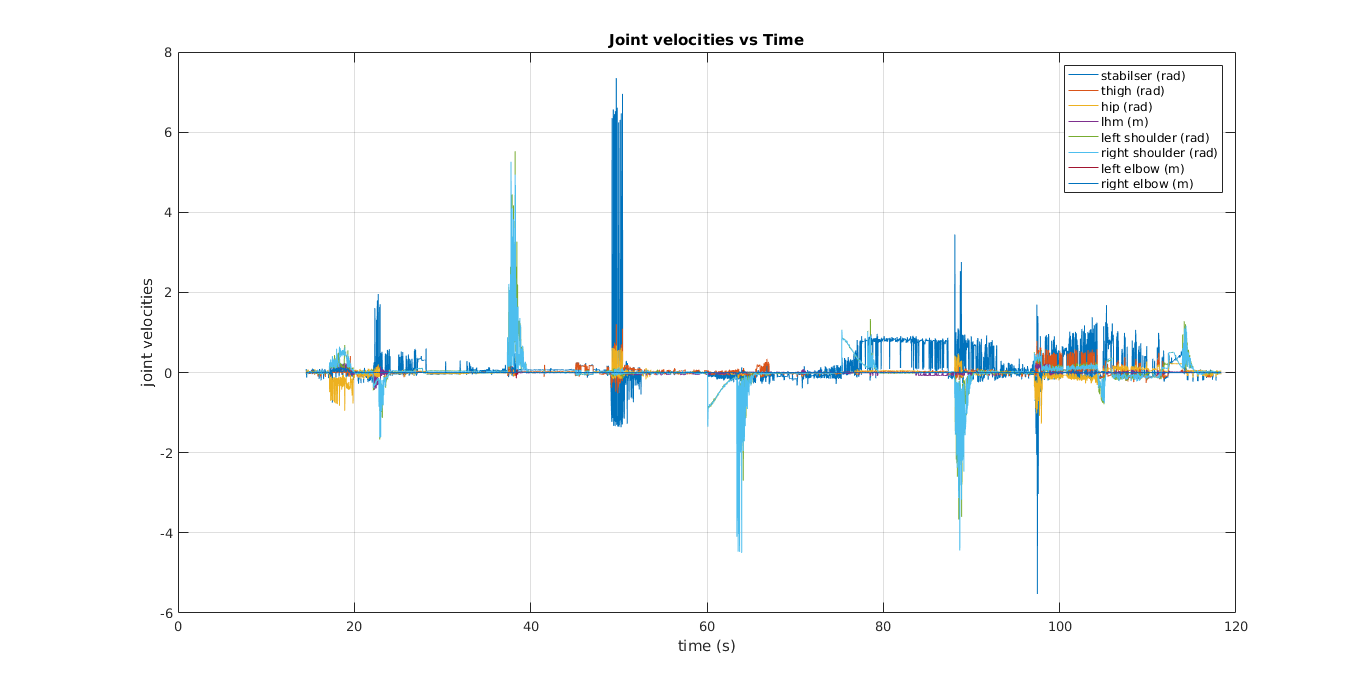 Joint velocities vs Time
8
6
4
2
0
-2
-4
-6
joint velocities
stabilser (rad)
thigh (rad)
hip (rad)
lhm (m)
left shoulder (rad)
right shoulder (rad)
left elbow (m)
right elbow (m)
0 20 40 60 80 100 120
time (s)